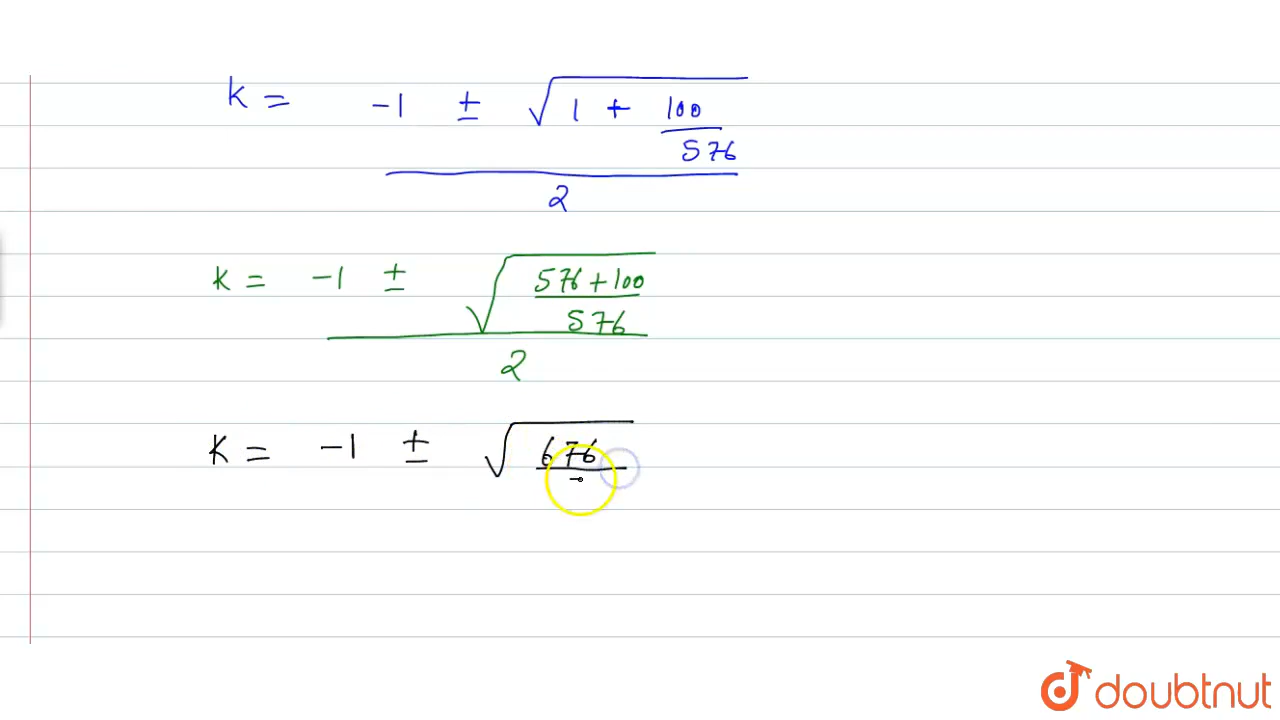 k = -1 ± √1 + 100
576
2
k = -1 ± √576+100
576
2
k = -1 ± √676
doubtnut